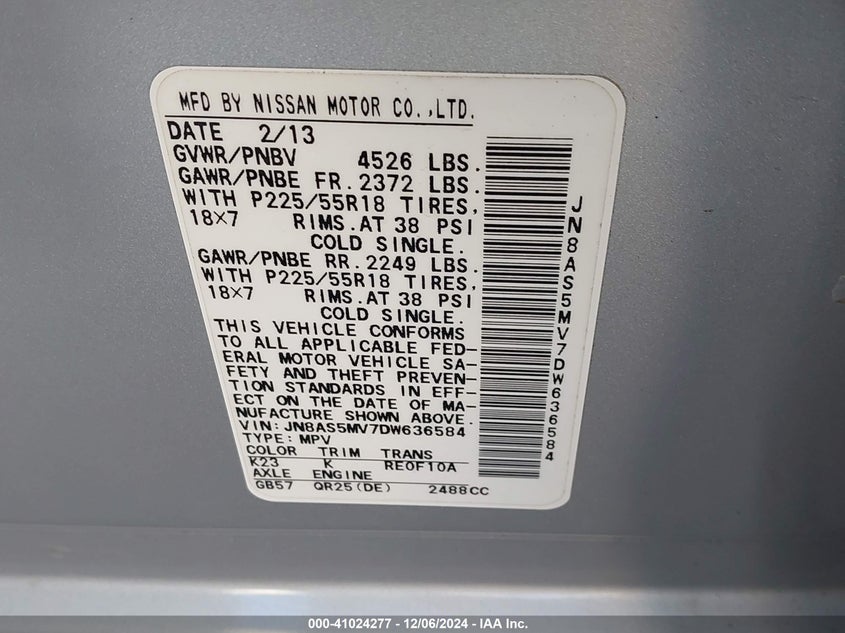 MFD BY NISSAN MOTOR CO.,LTD.
DATE 2/13
GVWR/PNBV 4526 LBS.
GAWR/PNBE FR.2372 LBS.
WITH P225/55R18 TIRES,
18×7 RIMS.AT 38 PSI
COLD SINGLE.
GAWR/PNBE RR.2249 LBS.
WITH P225/55R18 TIRES,
18×7 RIMS.AT 38 PSI
COLD SINGLE.
THIS VEHICLE CONFORMS
TO ALL APPLICABLE FED-
ERAL MOTOR VEHICLE SA-
FETY AND THEFT PREVEN-
TION STANDARDS IN EFF-
ECT ON THE DATE OF MA-
NUFACTURE SHOWN ABOVE.
VIN:JN8AS5MV7DW636584
TYPE:MPV
COLOR TRIM TRANS
K23 K RE0F10A
AXLE ENGINE
GB57 QR25(DE) 2488CC
JN8AS5MV7DW636584
000-41024277 - 12/06/2024 - IAA Inc.